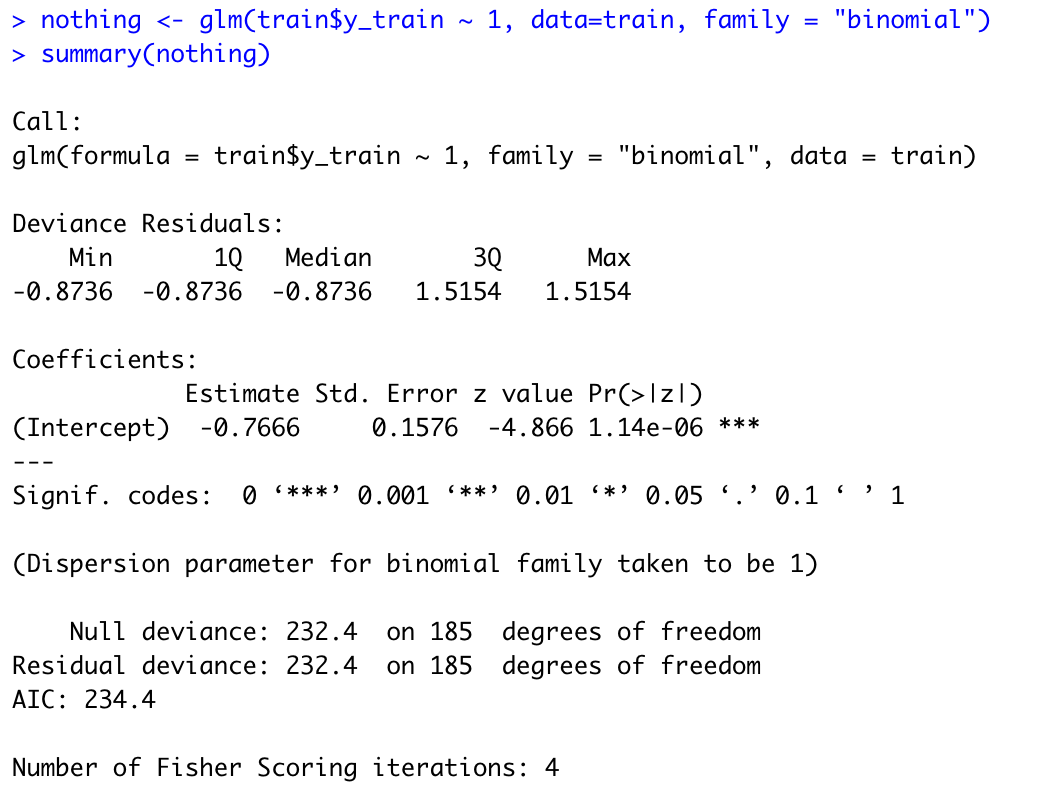 > nothing <- glm(train$y_train ~ 1, data=train, family = "binomial")
> summary(nothing)

Call:
glm(formula = train$y_train ~ 1, family = "binomial", data = train)

Deviance Residuals:
    Min       1Q   Median       3Q      Max
-0.8736  -0.8736  -0.8736   1.5154   1.5154

Coefficients:
            Estimate Std. Error z value Pr(>|z|)
(Intercept)  -0.7666     0.1576  -4.866 1.14e-06 ***
---
Signif. codes:  0 ‘***’ 0.001 ‘**’ 0.01 ‘*’ 0.05 ‘.’ 0.1 ‘ ’ 1

(Dispersion parameter for binomial family taken to be 1)

    Null deviance: 232.4  on 185  degrees of freedom
Residual deviance: 232.4  on 185  degrees of freedom
AIC: 234.4

Number of Fisher Scoring iterations: 4